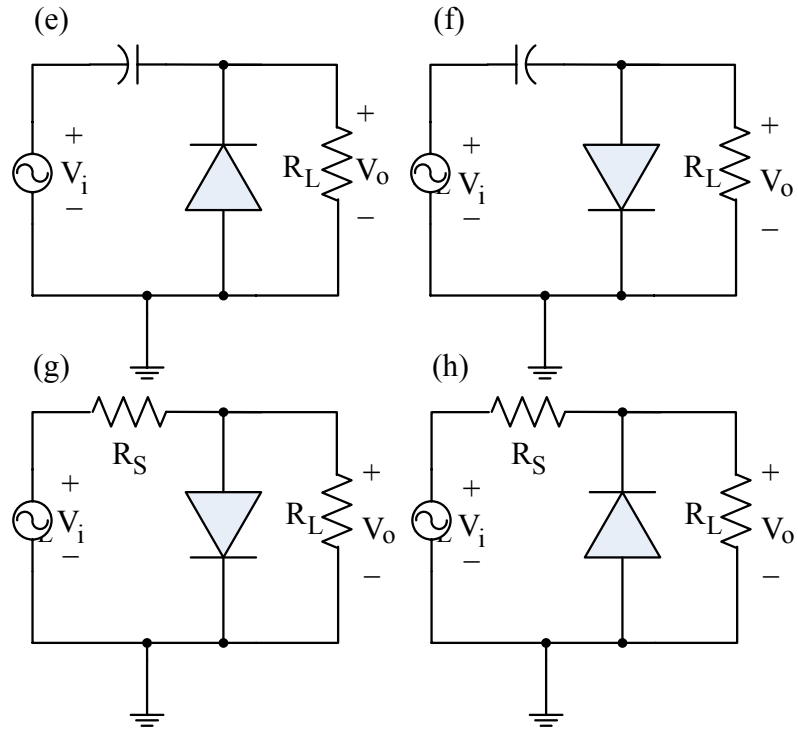 (e)
+
V_i
−
R_L
+
V_o
−
(f)
+
L V_i
−
R_L
+
V_o
−
(g)
R_S
+
L V_i
−
R_L
+
V_o
−
(h)
R_S
+
L V_i
−
R_L
+
V_o
−